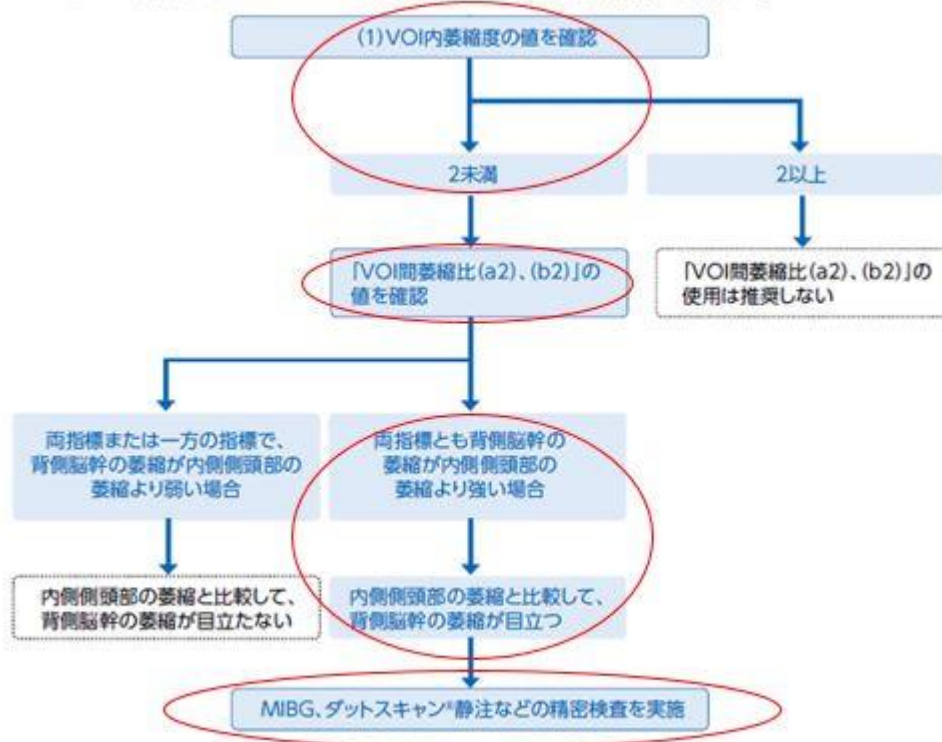 (1)VOI内萎縮度の値を確認
2未満
2以上
「VOI間萎縮比(a2)、(b2)」の
値を確認
「VOI間萎縮比(a2)、(b2)」の
使用は推奨しない
両指標または一方の指標で、
背側脳幹の萎縮が内側側頭部の
萎縮より弱い場合
両指標とも背側脳幹の
萎縮が内側側頭部の
萎縮より強い場合
内側側頭部の萎縮と比較して、
背側脳幹の萎縮が目立たない
内側側頭部の萎縮と比較して、
背側脳幹の萎縮が目立つ
MIBG、ダットスキャン®静注などの精密検査を実施